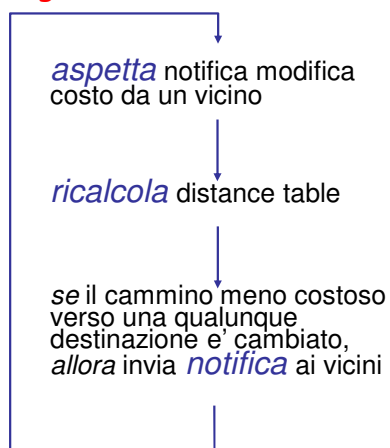 aspetta notifica modifica
costo da un vicino
ricalcola distance table
se il cammino meno costoso
verso una qualunque
destinazione e' cambiato,
allora invia notifica ai vicini